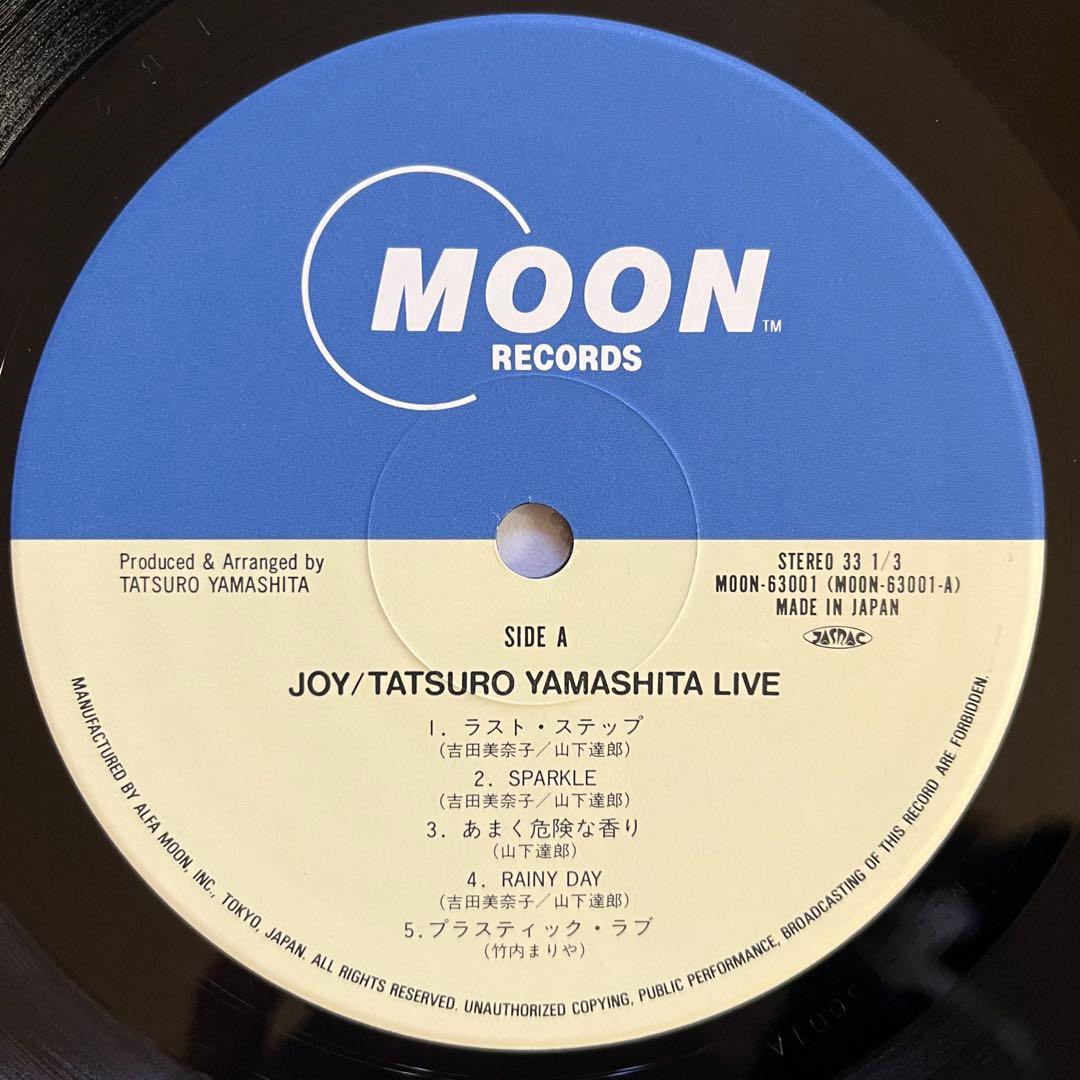 MOON™
RECORDS
Produced & Arranged by
TATSURO YAMASHITA
STEREO 33 1/3
MOON-63001 (MOON-63001-A)
MADE IN JAPAN
JASRAC
SIDE A
JOY/TATSURO YAMASHITA LIVE
1. ラスト・ステップ
(吉田美奈子／山下達郎)
2. SPARKLE
(吉田美奈子／山下達郎)
3. あまく危険な香り
(山下達郎)
4. RAINY DAY
(吉田美奈子／山下達郎)
5.プラスティック・ラブ
(竹内まりや)
MANUFACTURED BY ALFA MOON, INC., TOKYO, JAPAN. ALL RIGHTS RESERVED. UNAUTHORIZED COPYING, PUBLIC PERFORMANCE, BROADCASTING OF THIS RECORD ARE FORBIDDEN.